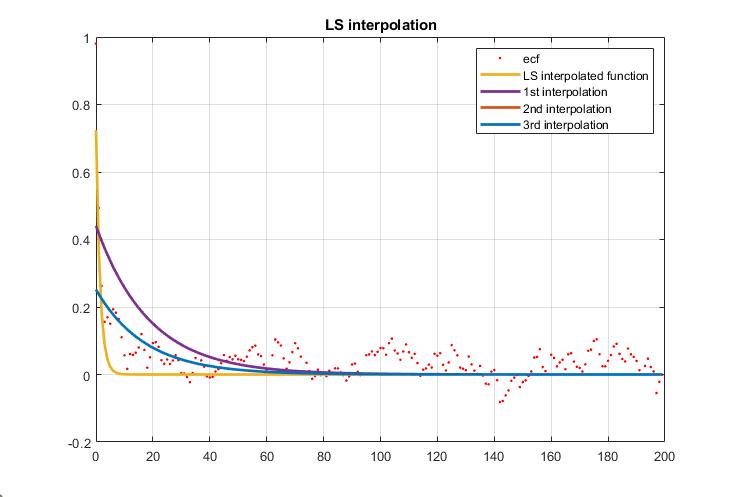 LS interpolation
1
0.8
0.6
0.4
0.2
0
-0.2
ecf
LS interpolated function
1st interpolation
2nd interpolation
3rd interpolation
0 20 40 60 80 100 120 140 160 180 200